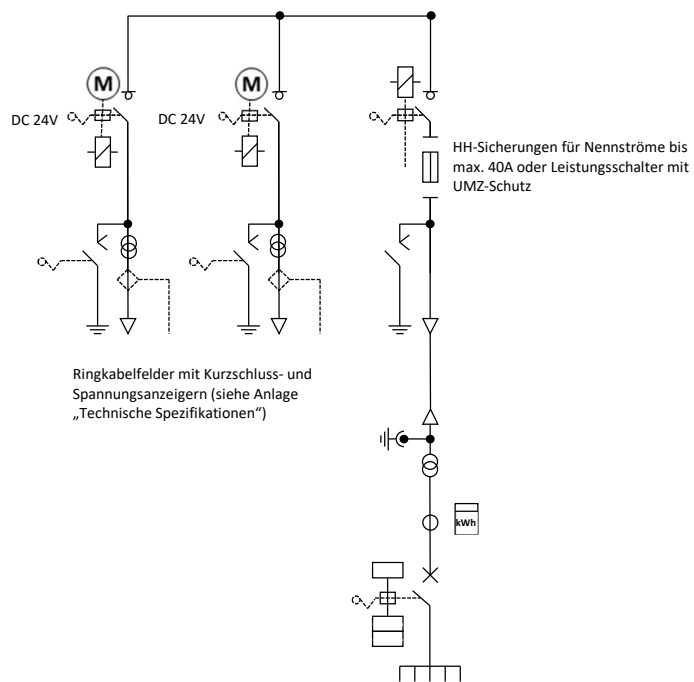 M
M
DC 24V
DC 24V
HH-Sicherungen für Nennströme bis
max. 40A oder Leistungsschalter mit
UMZ-Schutz
Ringkabelfelder mit Kurzschluss- und
Spannungsanzeigern (siehe Anlage
„Technische Spezifikationen“)
kWh